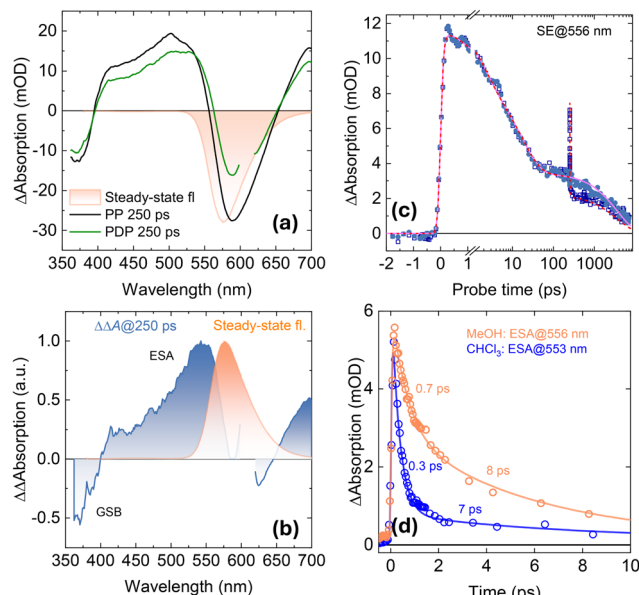 20
10
0
-10
-20
-30
ΔAbsorption (mOD)
Steady-state fl
PP 250 ps
PDP 250 ps
(a)
350 400 450 500 550 600 650 700
Wavelength (nm)
12
10
8
6
4
2
0
ΔAbsorption (mOD)
SE@556 nm
(c)
-2 -1 0 1 10 100 1000
Probe time (ps)
1.0
0.5
0.0
-0.5
ΔΔAbsorption (a.u.)
ΔΔA@250 ps Steady-state fl.
ESA
GSB
(b)
350 400 450 500 550 600 650 700
Wavelength (nm)
6
4
2
0
ΔAbsorption (mOD)
MeOH: ESA@556 nm
CHCl₃: ESA@553 nm
0.7 ps
8 ps
0.3 ps
7 ps
(d)
0 2 4 6 8 10
Time (ps)